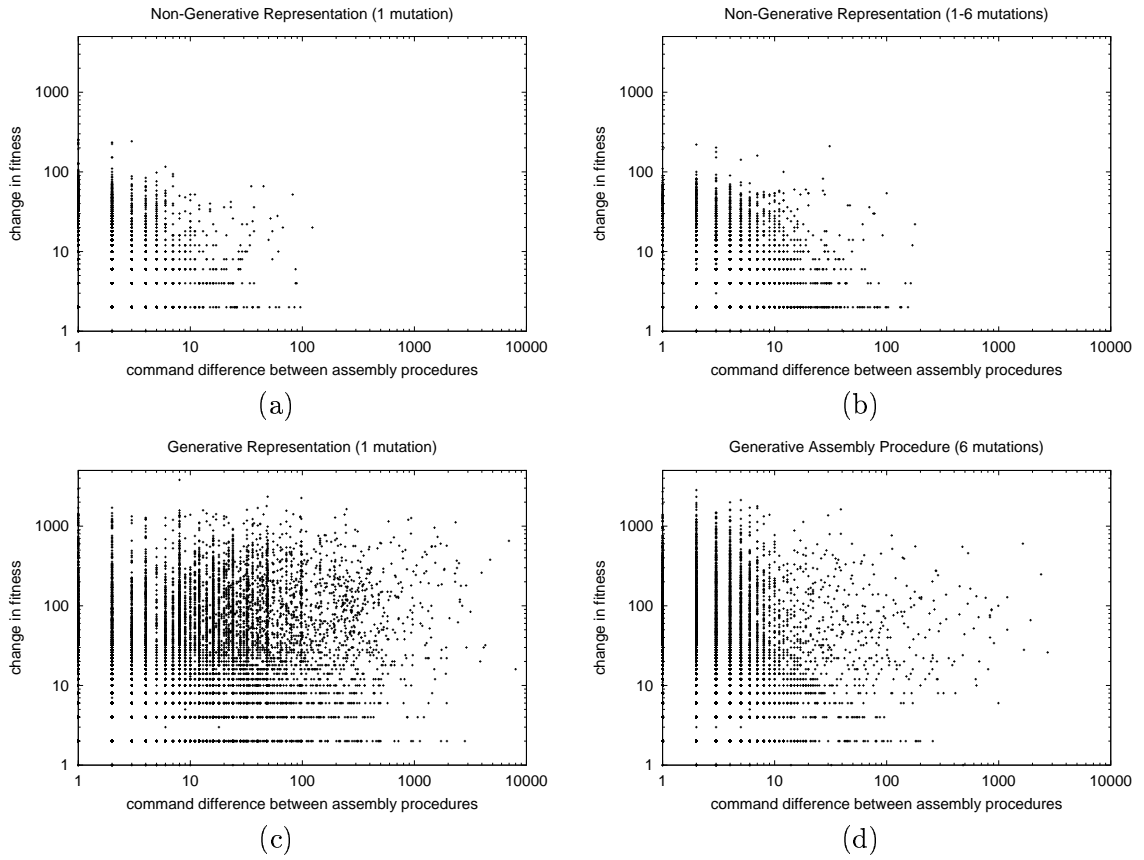 Non-Generative Representation (1 mutation)
1000
100
10
1
1 10 100 1000 10000
change in fitness
command difference between assembly procedures
(a)
Non-Generative Representation (1-6 mutations)
1000
100
10
1
1 10 100 1000 10000
change in fitness
command difference between assembly procedures
(b)
Generative Representation (1 mutation)
1000
100
10
1
1 10 100 1000 10000
change in fitness
command difference between assembly procedures
(c)
Generative Assembly Procedure (6 mutations)
1000
100
10
1
1 10 100 1000 10000
change in fitness
command difference between assembly procedures
(d)